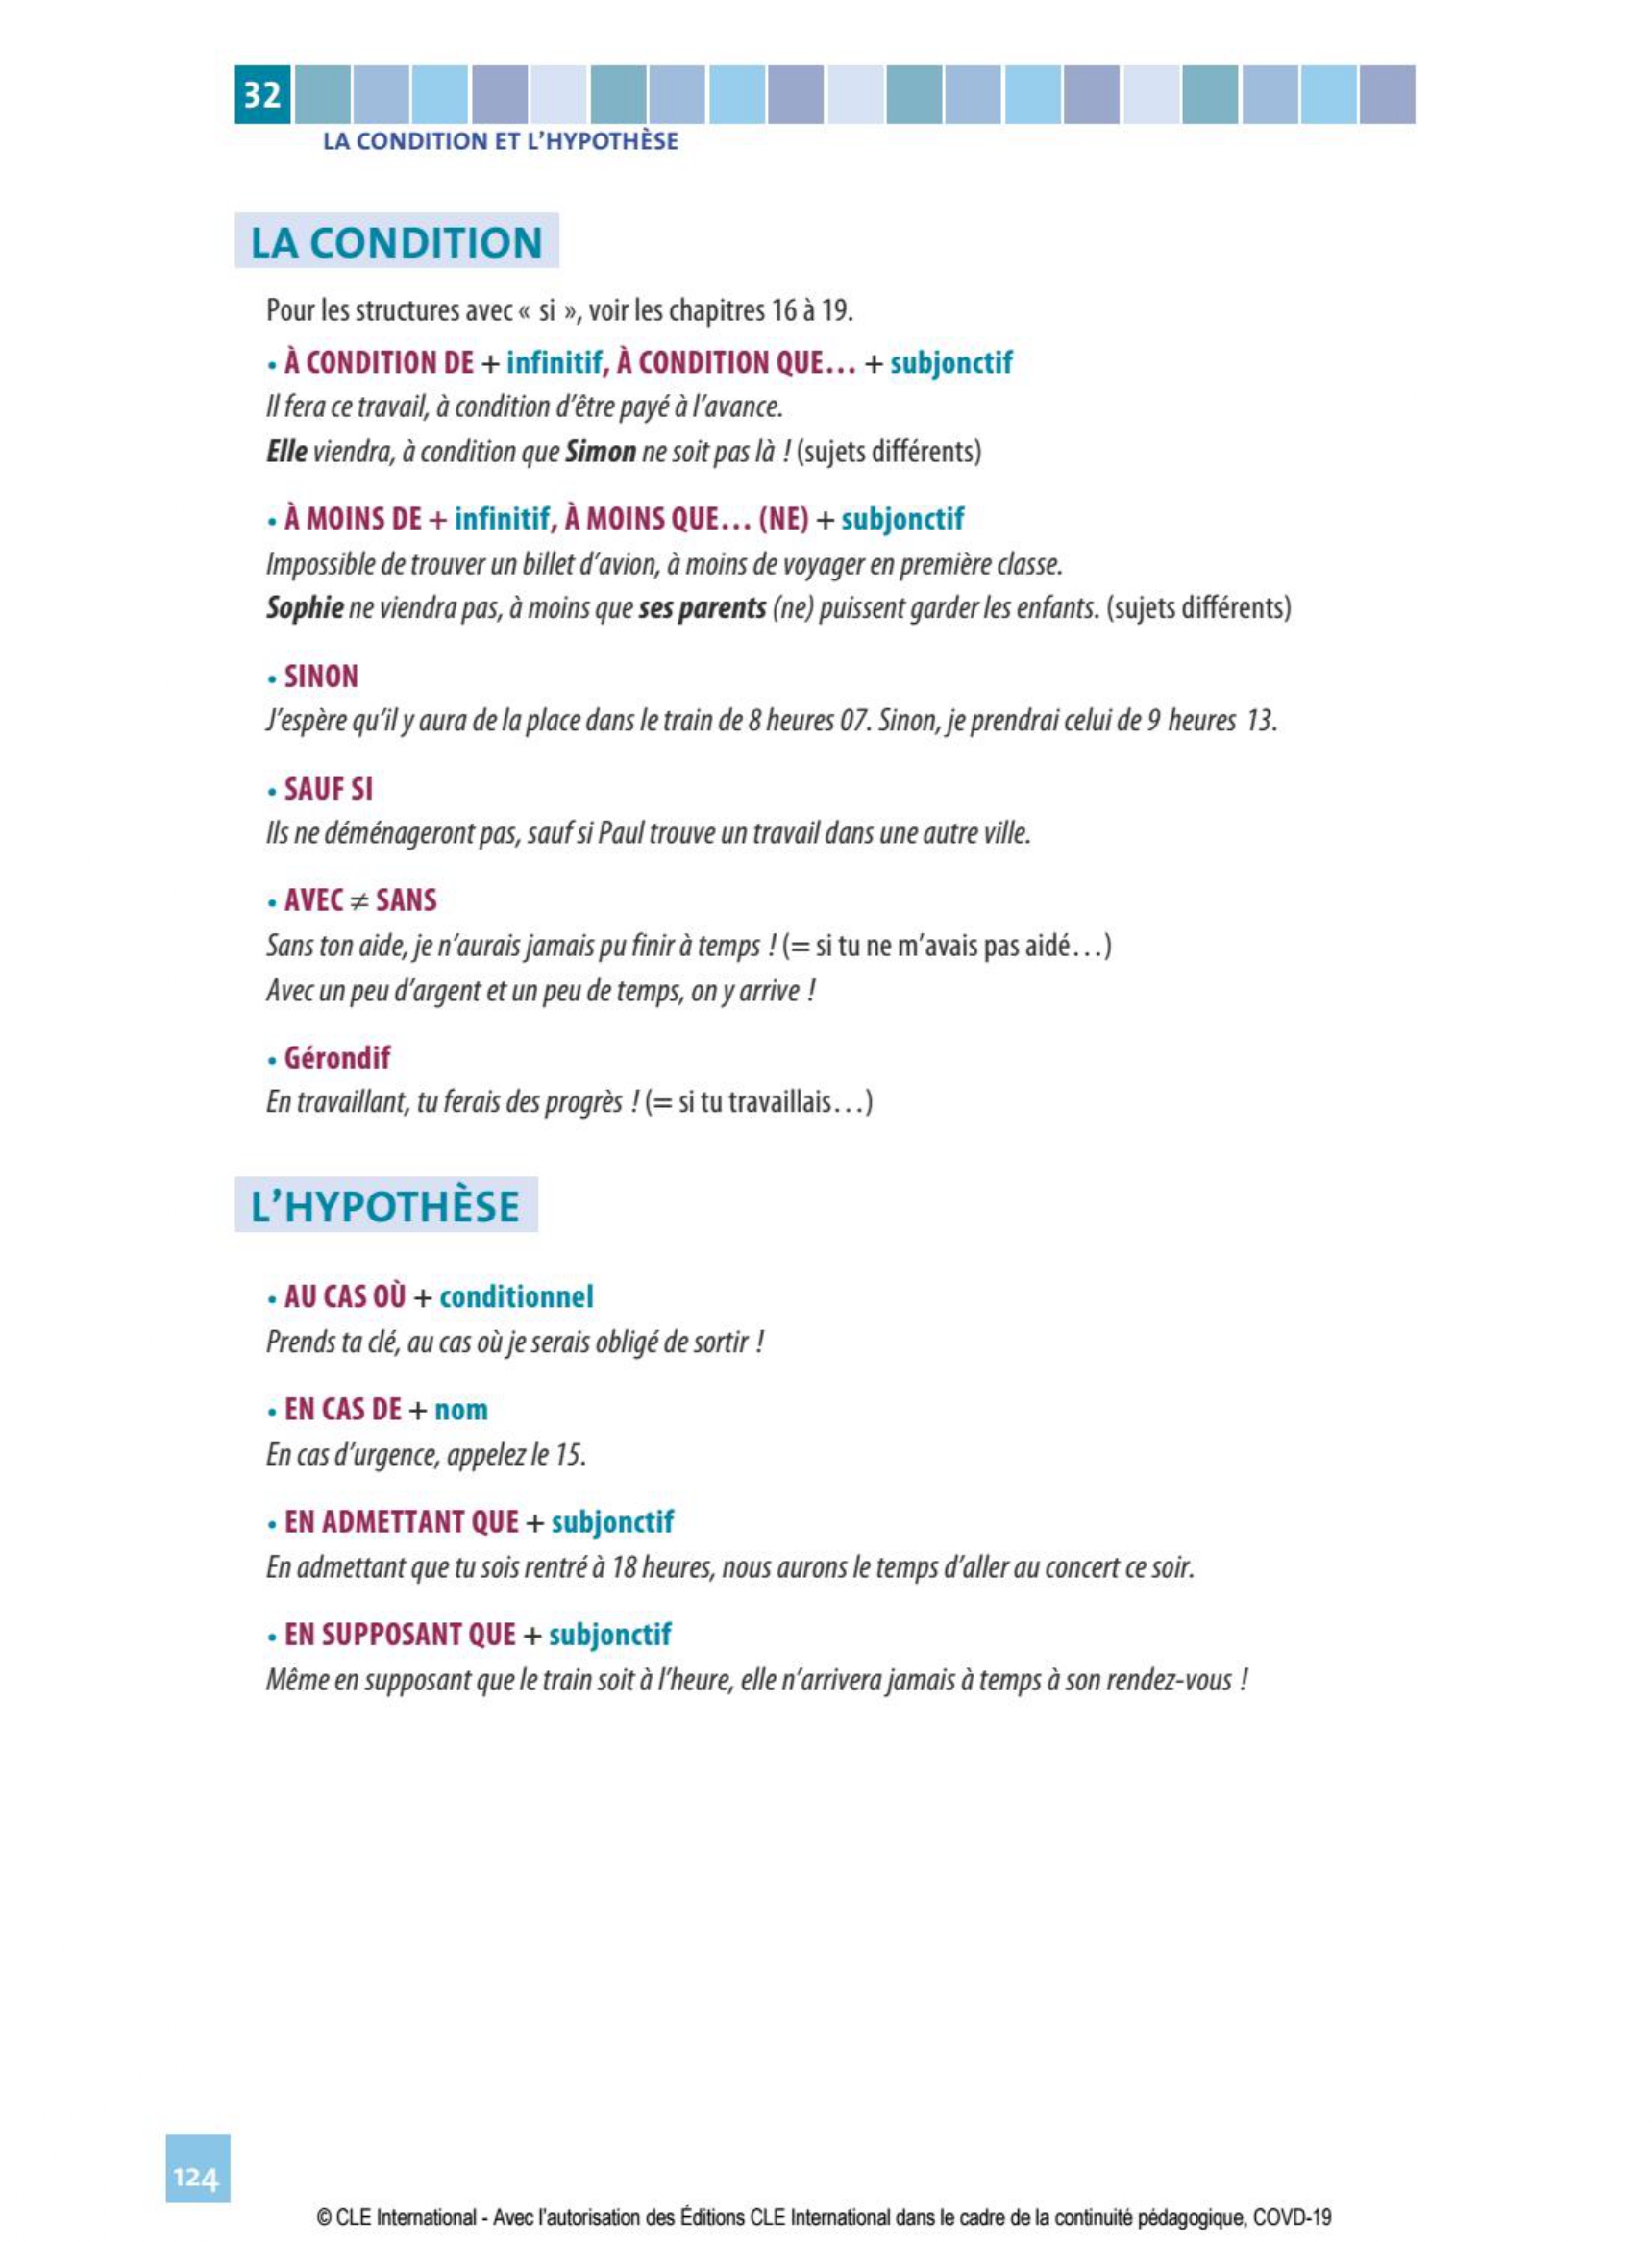 32
LA CONDITION ET L'HYPOTHÈSE
LA CONDITION
Pour les structures avec « si », voir les chapitres 16 à 19.
• À CONDITION DE + infinitif, À CONDITION QUE... + subjonctif
Il fera ce travail, à condition d'être payé à l'avance.
Elle viendra, à condition que Simon ne soit pas là ! (sujets différents)
• À MOINS DE + infinitif, À MOINS QUE... (NE) + subjonctif
Impossible de trouver un billet d'avion, à moins de voyager en première classe.
Sophie ne viendra pas, à moins que ses parents (ne) puissent garder les enfants. (sujets différents)
• SINON
J'espère qu'il y aura de la place dans le train de 8 heures 07. Sinon, je prendrai celui de 9 heures 13.
• SAUF SI
Ils ne déménageront pas, sauf si Paul trouve un travail dans une autre ville.
• AVEC ≠ SANS
Sans ton aide, je n'aurais jamais pu finir à temps ! (= si tu ne m'avais pas aidé...)
Avec un peu d'argent et un peu de temps, on y arrive !
• Gérondif
En travaillant, tu ferais des progrès ! (= si tu travaillais...)
L'HYPOTHÈSE
• AU CAS OÙ + conditionnel
Prends ta clé, au cas où je serais obligé de sortir !
• EN CAS DE + nom
En cas d'urgence, appelez le 15.
• EN ADMETTANT QUE + subjonctif
En admettant que tu sois rentré à 18 heures, nous aurons le temps d'aller au concert ce soir.
• EN SUPPOSANT QUE + subjonctif
Même en supposant que le train soit à l'heure, elle n'arrivera jamais à temps à son rendez-vous !
124
© CLE International - Avec l'autorisation des Éditions CLE International dans le cadre de la continuité pédagogique, COVD-19